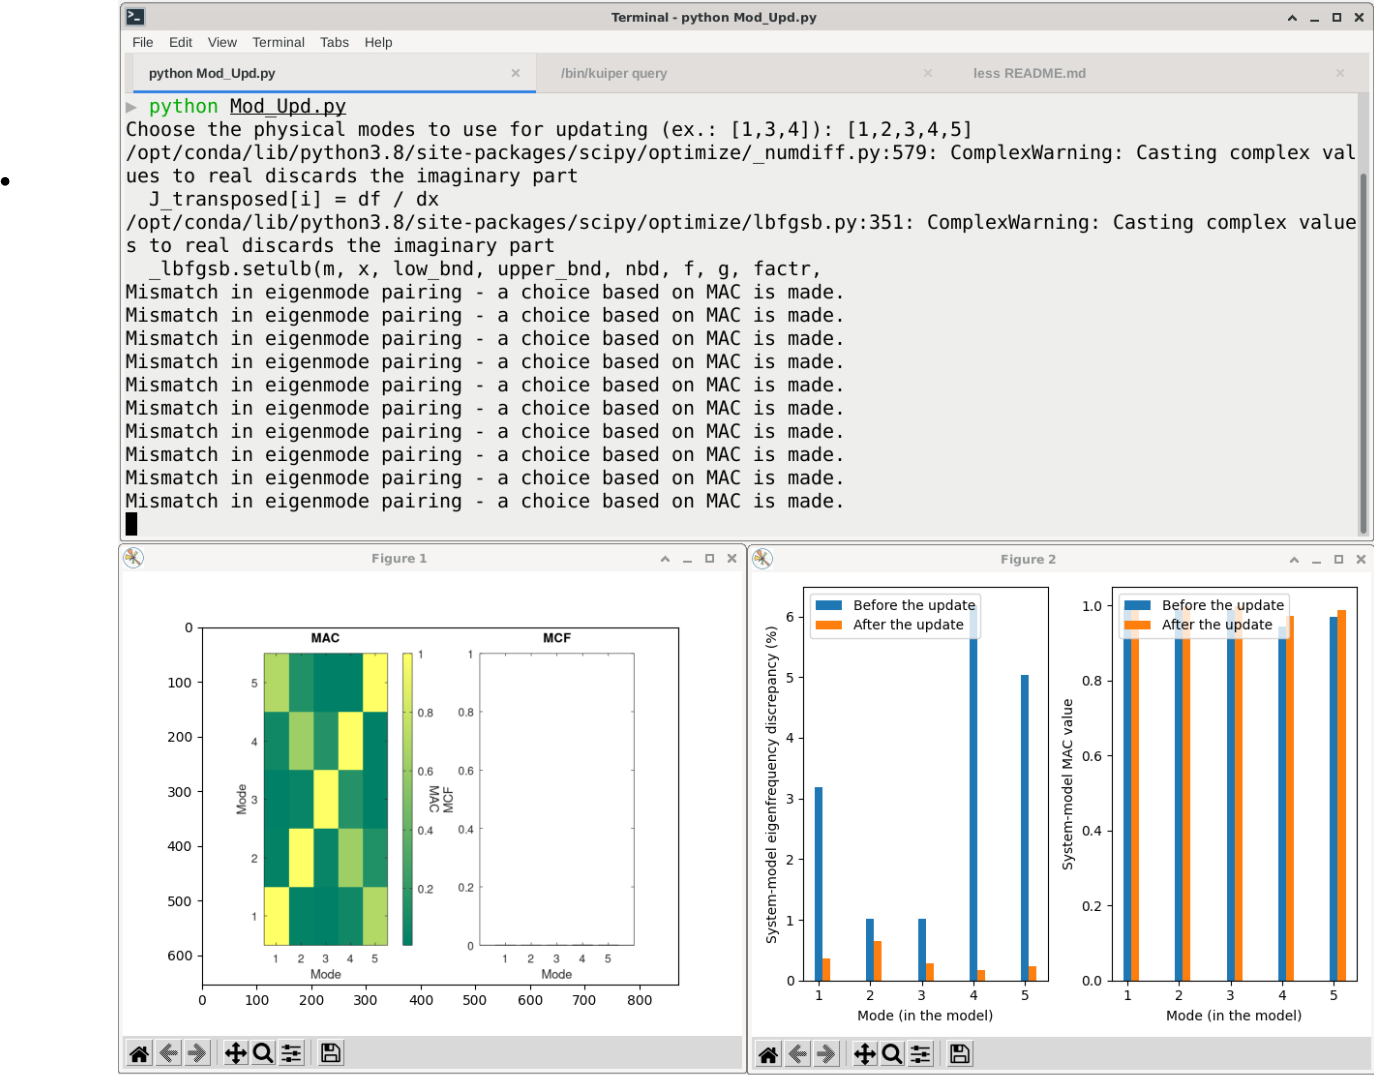 Terminal - python Mod_Upd.py
File Edit View Terminal Tabs Help
python Mod_Upd.py
/bin/kuiper query
less README.md
▶ python Mod_Upd.py
Choose the physical modes to use for updating (ex.: [1,3,4]): [1,2,3,4,5]
/opt/conda/lib/python3.8/site-packages/scipy/optimize/_numdiff.py:579: ComplexWarning: Casting complex val
ues to real discards the imaginary part
J_transposed[i] = df / dx
/opt/conda/lib/python3.8/site-packages/scipy/optimize/lbfgsb.py:351: ComplexWarning: Casting complex value
s to real discards the imaginary part
_lbfgsb.setulb(m, x, low_bnd, upper_bnd, nbd, f, g, factr,
Mismatch in eigenmode pairing - a choice based on MAC is made.
Mismatch in eigenmode pairing - a choice based on MAC is made.
Mismatch in eigenmode pairing - a choice based on MAC is made.
Mismatch in eigenmode pairing - a choice based on MAC is made.
Mismatch in eigenmode pairing - a choice based on MAC is made.
Mismatch in eigenmode pairing - a choice based on MAC is made.
Mismatch in eigenmode pairing - a choice based on MAC is made.
Mismatch in eigenmode pairing - a choice based on MAC is made.
Mismatch in eigenmode pairing - a choice based on MAC is made.
Mismatch in eigenmode pairing - a choice based on MAC is made.
Figure 1
0
100
200
300
400
500
600
0 100 200 300 400 500 600 700 800
MAC
Mode
5
4
3
2
1
1 2 3 4 5
Mode
1
0.8
0.6
0.4
0.2
MAC
MCF
MCF
1
0.8
0.6
0.4
0.2
0
1 2 3 4 5
Mode
Figure 2
Before the update
After the update
System-model eigenfrequency discrepancy (%)
6
5
4
3
2
1
0
1 2 3 4 5
Mode (in the model)
Before the update
After the update
System-model MAC value
1.0
0.8
0.6
0.4
0.2
0.0
1 2 3 4 5
Mode (in the model)